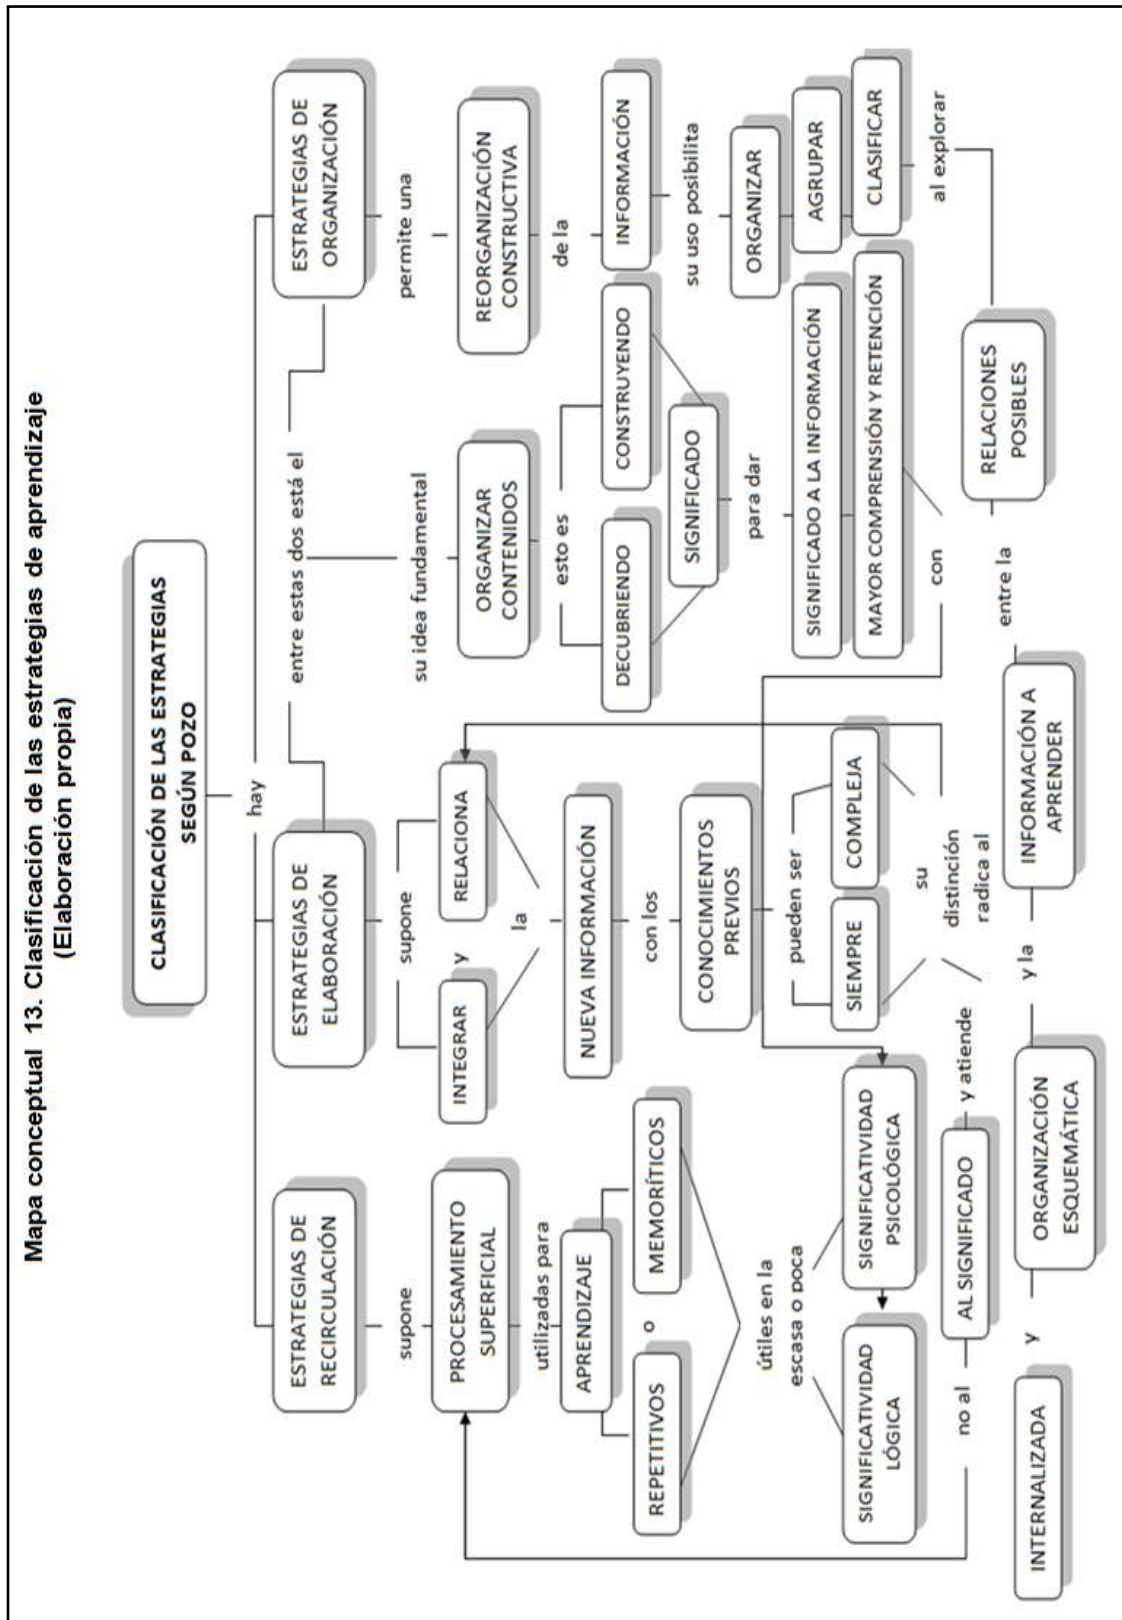 Mapa conceptual 13. Clasificación de las estrategias de aprendizaje
(Elaboración propia)
CLASIFICACIÓN DE LAS ESTRATEGIAS
SEGÚN POZO
hay
ESTRATEGIAS DE
RECIRCULACIÓN
supone
PROCESAMIENTO
SUPERFICIAL
utilizadas para
APRENDIZAJE
REPETITIVOS
o
MEMORÍTICOS
útiles en la
escasa o poca
SIGNIFICATIVIDAD
LÓGICA
SIGNIFICATIVIDAD
PSICOLÓGICA
ESTRATEGIAS DE
ELABORACIÓN
supone
INTEGRAR
y
RELACIONA
la
NUEVA INFORMACIÓN
con los
CONOCIMIENTOS
PREVIOS
pueden ser
SIEMPRE
COMPLEJA
su
distinción
radica al
y atiende
AL SIGNIFICADO
no al
entre estas dos está el
su idea fundamental
ORGANIZAR
CONTENIDOS
esto es
DECUBRIENDO
CONSTRUYENDO
SIGNIFICADO
para dar
SIGNIFICADO A LA INFORMACIÓN
MAYOR COMPRENSIÓN Y RETENCIÓN
con
ESTRATEGIAS DE
ORGANIZACIÓN
permite una
REORGANIZACIÓN
CONSTRUCTIVA
de la
INFORMACIÓN
su uso posibilita
ORGANIZAR
AGRUPAR
CLASIFICAR
al explorar
RELACIONES
POSIBLES
entre la
INFORMACIÓN A
APRENDER
y la
ORGANIZACIÓN
ESQUEMÁTICA
y
INTERNALIZADA